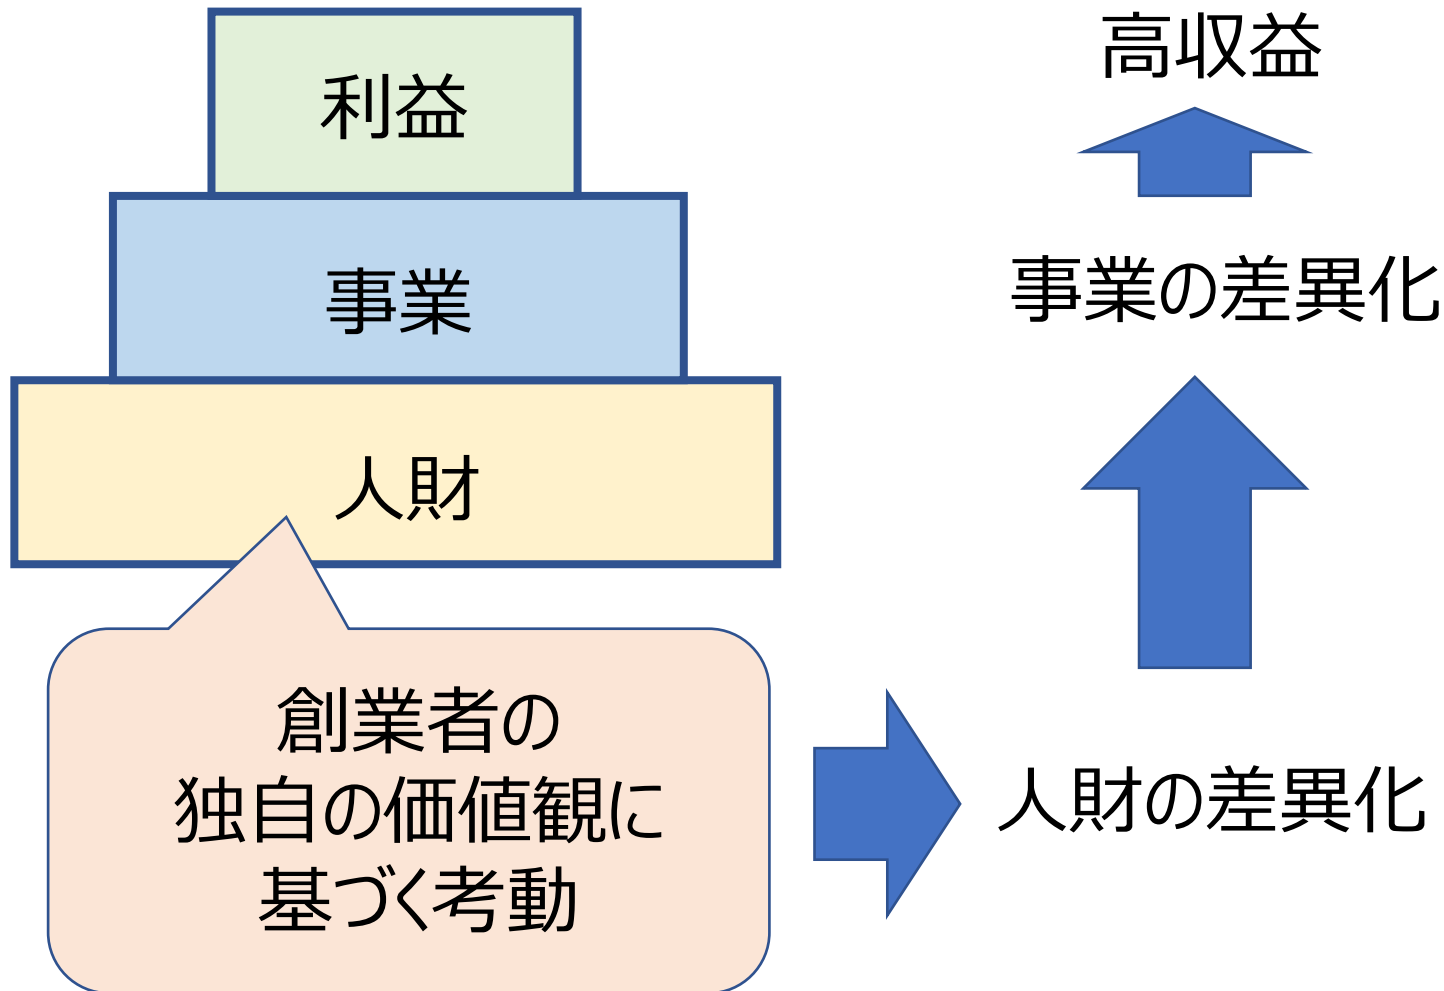 利益
事業
人財
創業者の
独自の価値観に
基づく考動
高収益
事業の差異化
人財の差異化